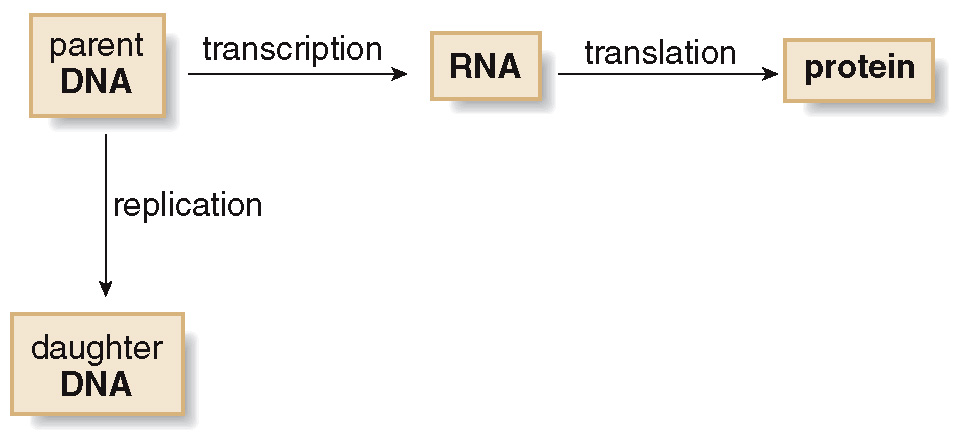 parent
DNA
transcription
RNA
translation
protein
replication
daughter
DNA